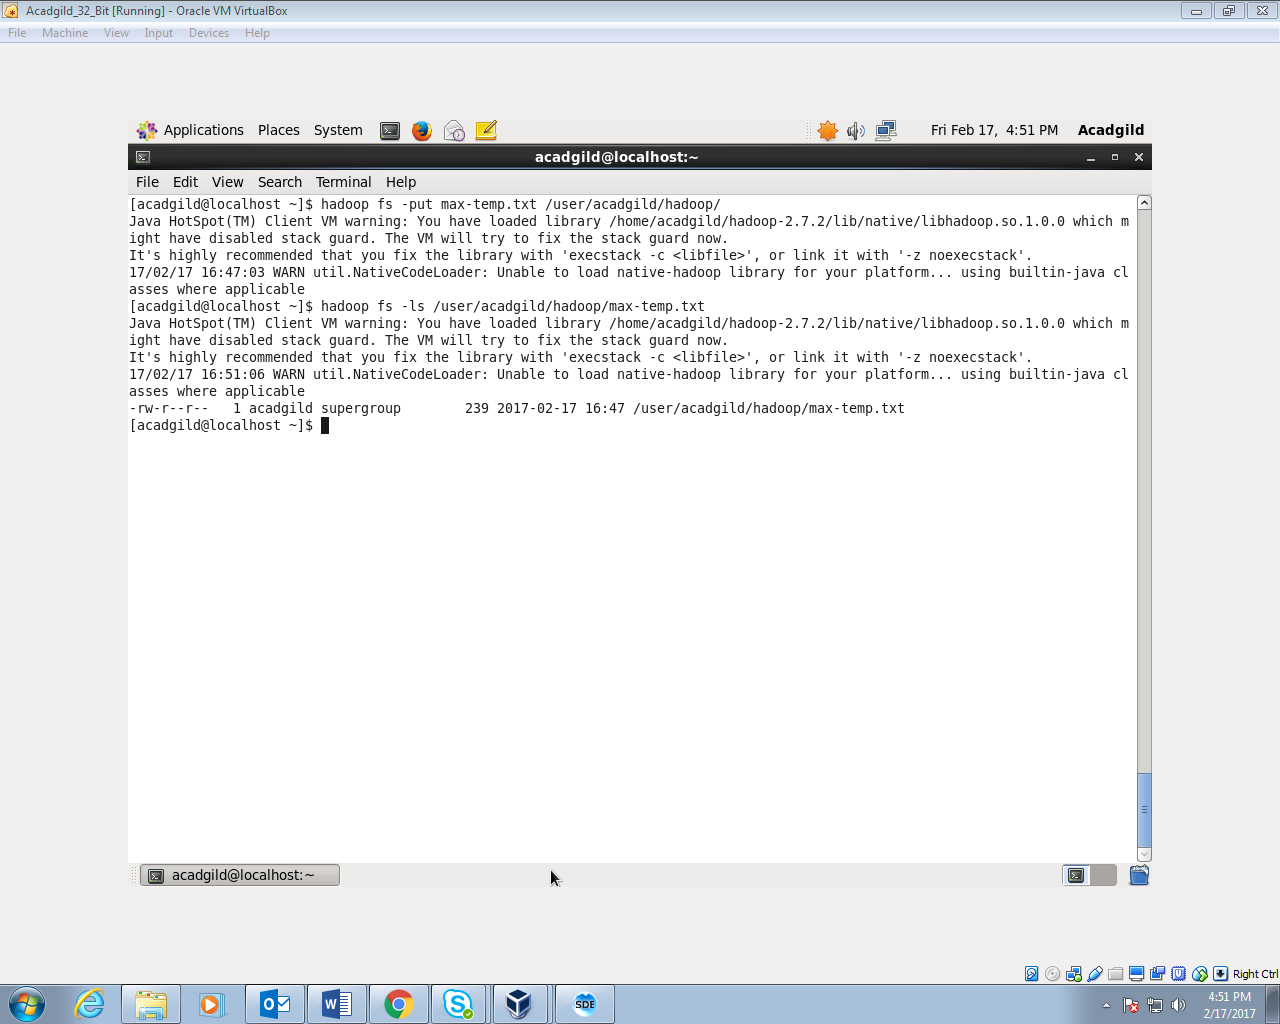 Acadgild_32_Bit [Running] - Oracle VM VirtualBox
File Machine View Input Devices Help
Applications Places System Fri Feb 17, 4:51 PM Acadgild
acadgild@localhost:~
File Edit View Search Terminal Help
[acadgild@localhost ~]$ hadoop fs -put max-temp.txt /user/acadgild/hadoop/
Java HotSpot(TM) Client VM warning: You have loaded library /home/acadgild/hadoop-2.7.2/lib/native/libhadoop.so.1.0.0 which m
ight have disabled stack guard. The VM will try to fix the stack guard now.
It's highly recommended that you fix the library with 'execstack -c <libfile>', or link it with '-z noexecstack'.
17/02/17 16:47:03 WARN util.NativeCodeLoader: Unable to load native-hadoop library for your platform... using builtin-java cl
asses where applicable
[acadgild@localhost ~]$ hadoop fs -ls /user/acadgild/hadoop/max-temp.txt
Java HotSpot(TM) Client VM warning: You have loaded library /home/acadgild/hadoop-2.7.2/lib/native/libhadoop.so.1.0.0 which m
ight have disabled stack guard. The VM will try to fix the stack guard now.
It's highly recommended that you fix the library with 'execstack -c <libfile>', or link it with '-z noexecstack'.
17/02/17 16:51:06 WARN util.NativeCodeLoader: Unable to load native-hadoop library for your platform... using builtin-java cl
asses where applicable
-rw-r--r--   1 acadgild supergroup        239 2017-02-17 16:47 /user/acadgild/hadoop/max-temp.txt
[acadgild@localhost ~]$
acadgild@localhost:~
Right Ctrl
SDE
4:51 PM
2/17/2017